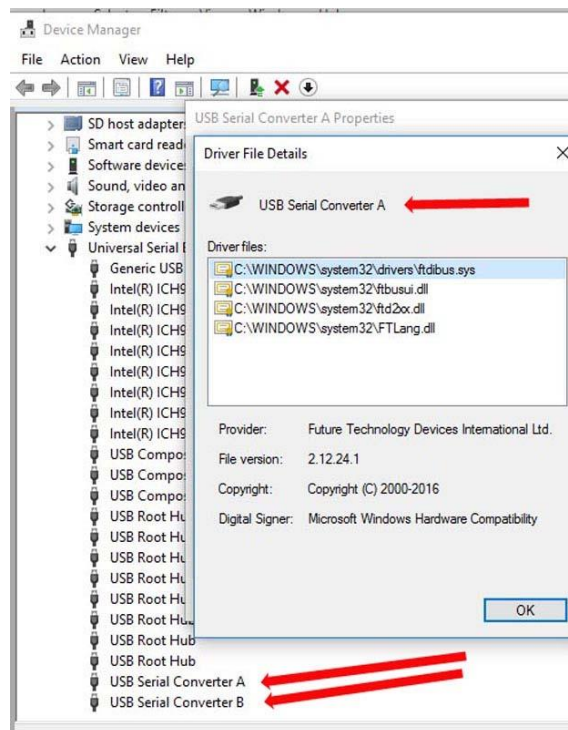 Device Manager
File Action View Help
USB Serial Converter A Properties
SD host adapter
Smart card read
Software device
Sound, video an
Storage controll
System devices
Universal Serial
Generic USB
Intel(R) ICH9
Intel(R) ICH9
Intel(R) ICH9
Intel(R) ICH9
Intel(R) ICH9
Intel(R) ICH9
Intel(R) ICH9
Intel(R) ICH9
USB Compo
USB Compo
USB Compo
USB Root Hu
USB Root Hu
USB Root Hu
USB Root Hu
USB Root Hu
USB Root Hu
USB Root Hub
USB Root Hub
USB Serial Converter A
USB Serial Converter B
Driver File Details
USB Serial Converter A
Driver files:
C:\WINDOWS\system32\drivers\ftdibus.sys
C:\WINDOWS\system32\ftbusui.dll
C:\WINDOWS\system32\ftd2xx.dll
C:\WINDOWS\system32\FTLang.dll
Provider: Future Technology Devices International Ltd.
File version: 2.12.24.1
Copyright: Copyright (C) 2000-2016
Digital Signer: Microsoft Windows Hardware Compatibility
OK